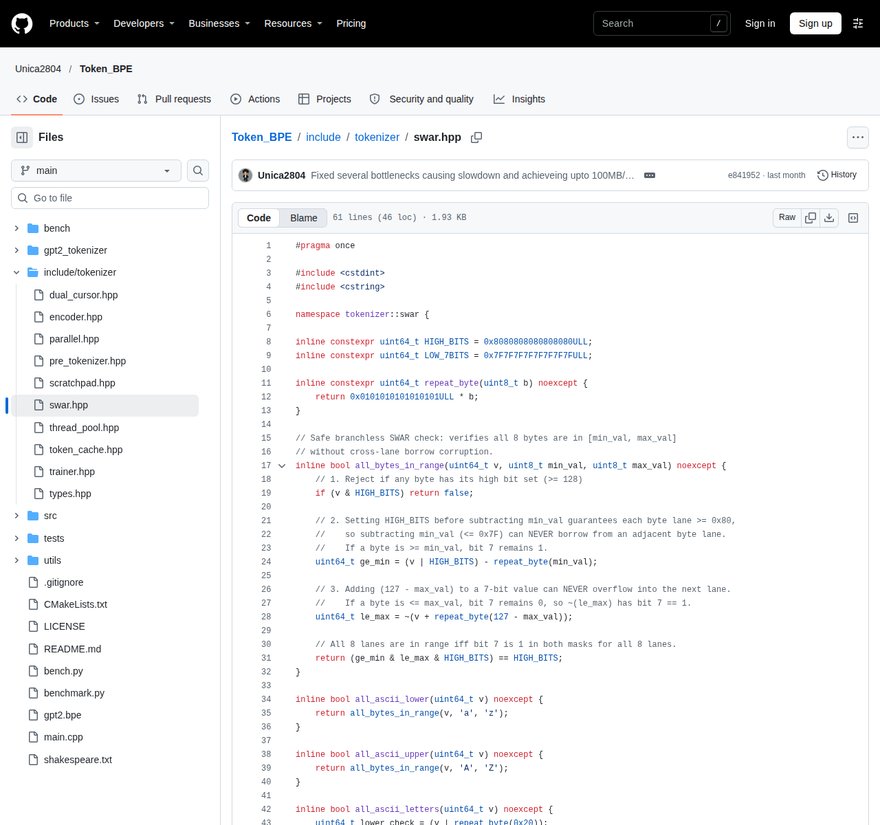 Products Developers Businesses Resources Pricing Search / Sign in Sign up
Unica2804 / Token_BPE
Code Issues Pull requests Actions Projects Security and quality Insights
Files
main
Go to file
bench
gpt2_tokenizer
include/tokenizer
dual_cursor.hpp
encoder.hpp
parallel.hpp
pre_tokenizer.hpp
scratchpad.hpp
swar.hpp
thread_pool.hpp
token_cache.hpp
trainer.hpp
types.hpp
src
tests
utils
.gitignore
CMakeLists.txt
LICENSE
README.md
bench.py
benchmark.py
gpt2.bpe
main.cpp
shakespeare.txt
Token_BPE / include / tokenizer / swar.hpp
Unica2804 Fixed several bottlenecks causing slowdown and achieveing upto 100MB/… e841952 · last month History
Code Blame 61 lines (46 loc) · 1.93 KB Raw
1 #pragma once
2
3 #include <cstdint>
4 #include <cstring>
5
6 namespace tokenizer::swar {
7
8 inline constexpr uint64_t HIGH_BITS = 0x8080808080808080ULL;
9 inline constexpr uint64_t LOW_7BITS = 0x7F7F7F7F7F7F7F7FULL;
10
11 inline constexpr uint64_t repeat_byte(uint8_t b) noexcept {
12     return 0x0101010101010101ULL * b;
13 }
14
15 // Safe branchless SWAR check: verifies all 8 bytes are in [min_val, max_val]
16 // without cross-lane borrow corruption.
17 inline bool all_bytes_in_range(uint64_t v, uint8_t min_val, uint8_t max_val) noexcept {
18     // 1. Reject if any byte has its high bit set (>= 128)
19     if (v & HIGH_BITS) return false;
20
21     // 2. Setting HIGH_BITS before subtracting min_val guarantees each byte lane >= 0x80,
22     //    so subtracting min_val (<= 0x7F) can NEVER borrow from an adjacent byte lane.
23     //    If a byte is >= min_val, bit 7 remains 1.
24     uint64_t ge_min = (v | HIGH_BITS) - repeat_byte(min_val);
25
26     // 3. Adding (127 - max_val) to a 7-bit value can NEVER overflow into the next lane.
27     //    If a byte is <= max_val, bit 7 remains 0, so ~(le_max) has bit 7 == 1.
28     uint64_t le_max = ~(v + repeat_byte(127 - max_val));
29
30     // All 8 lanes are in range iff bit 7 is 1 in both masks for all 8 lanes.
31     return (ge_min & le_max & HIGH_BITS) == HIGH_BITS;
32 }
33
34 inline bool all_ascii_lower(uint64_t v) noexcept {
35     return all_bytes_in_range(v, 'a', 'z');
36 }
37
38 inline bool all_ascii_upper(uint64_t v) noexcept {
39     return all_bytes_in_range(v, 'A', 'Z');
40 }
41
42 inline bool all_ascii_letters(uint64_t v) noexcept {
43     uint64_t lower_check = (v | repeat_byte(0x20));